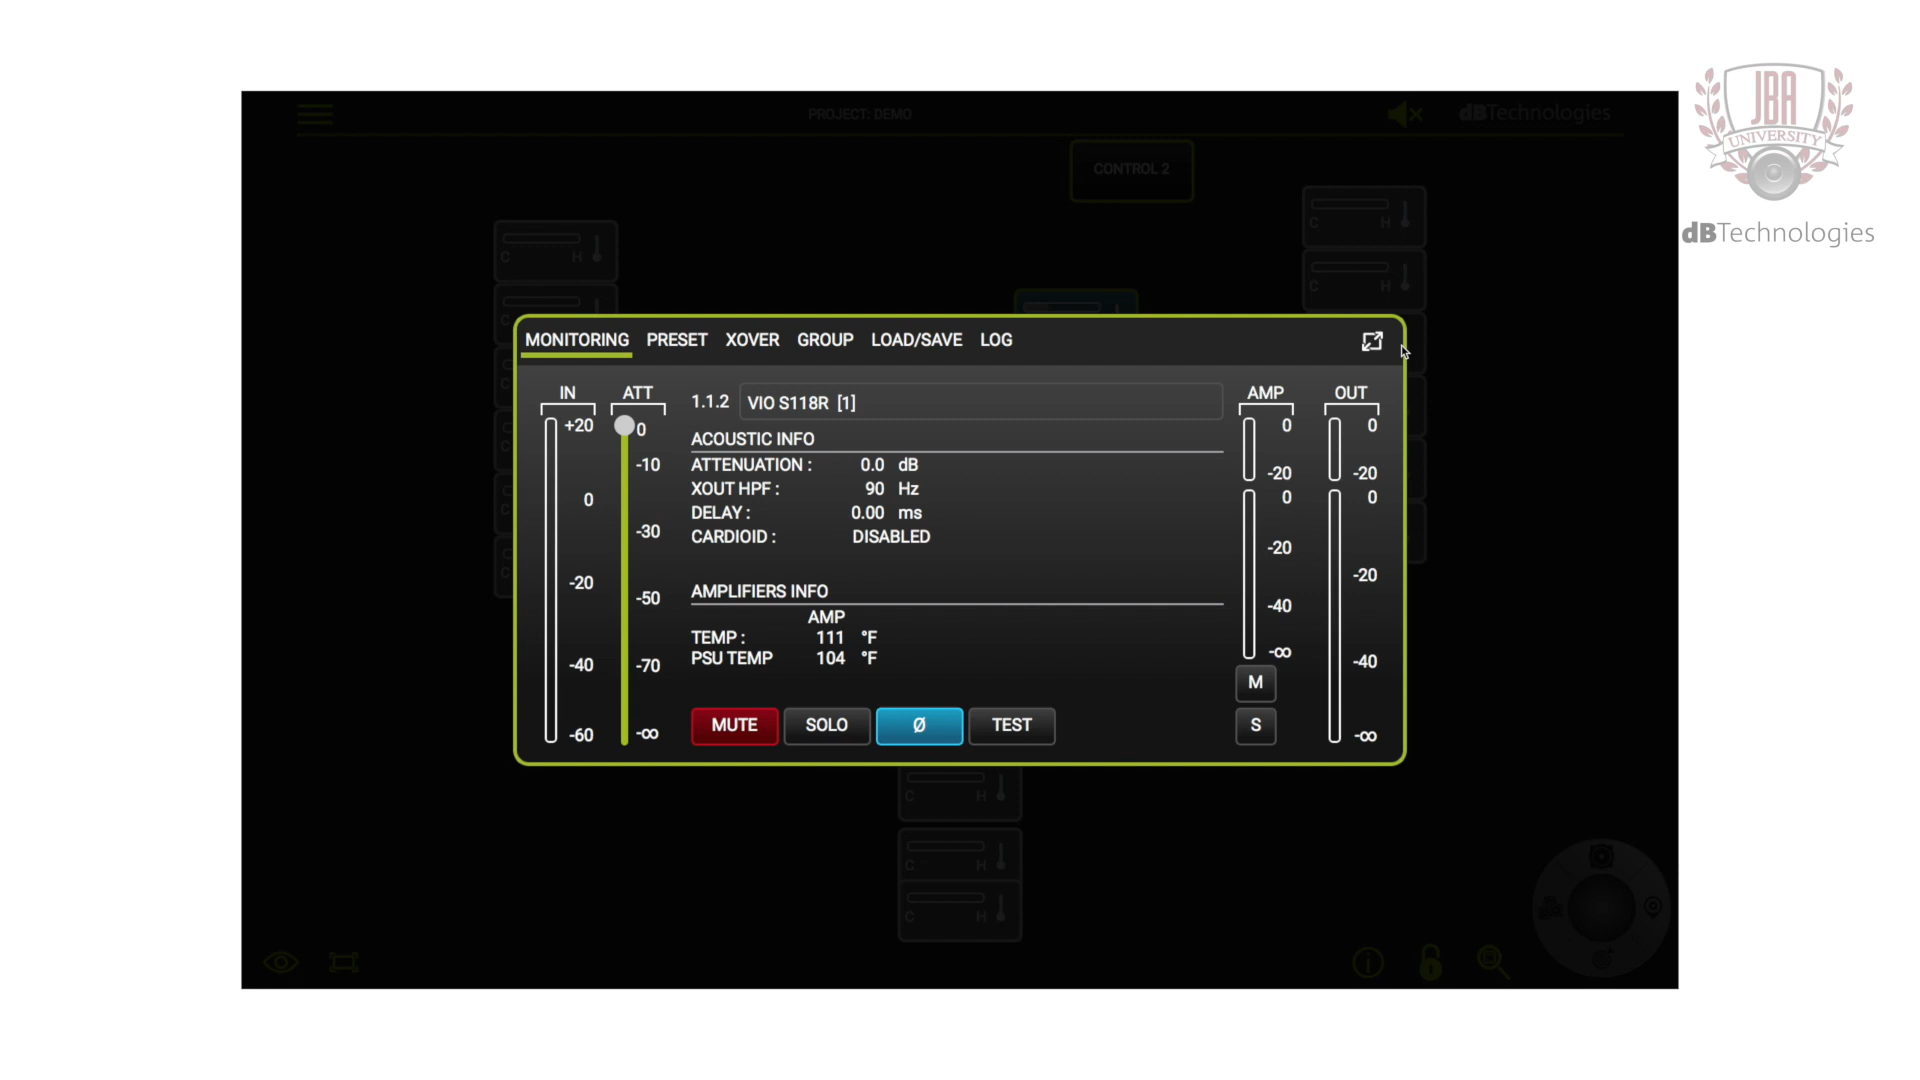 PROJECT: DEMO
dBTechnologies
JBA
UNIVERSITY
dBTechnologies
CONTROL 2
C H
C H
C H
MONITORING PRESET XOVER GROUP LOAD/SAVE LOG
IN ATT 1.1.2 VIO S118R [1] AMP OUT
+20 0 0 0
ACOUSTIC INFO
-10 ATTENUATION : 0.0 dB -20 -20
0 XOUT HPF : 90 Hz 0 0
DELAY : 0.00 ms
-30 CARDIOID : DISABLED -20
-20 -20
-50 AMPLIFIERS INFO -40
AMP
TEMP : 111 °F
-40 -70 PSU TEMP 104 °F -∞ -40
M
-60 -∞ MUTE SOLO Ø TEST S -∞
C H
C H
C H